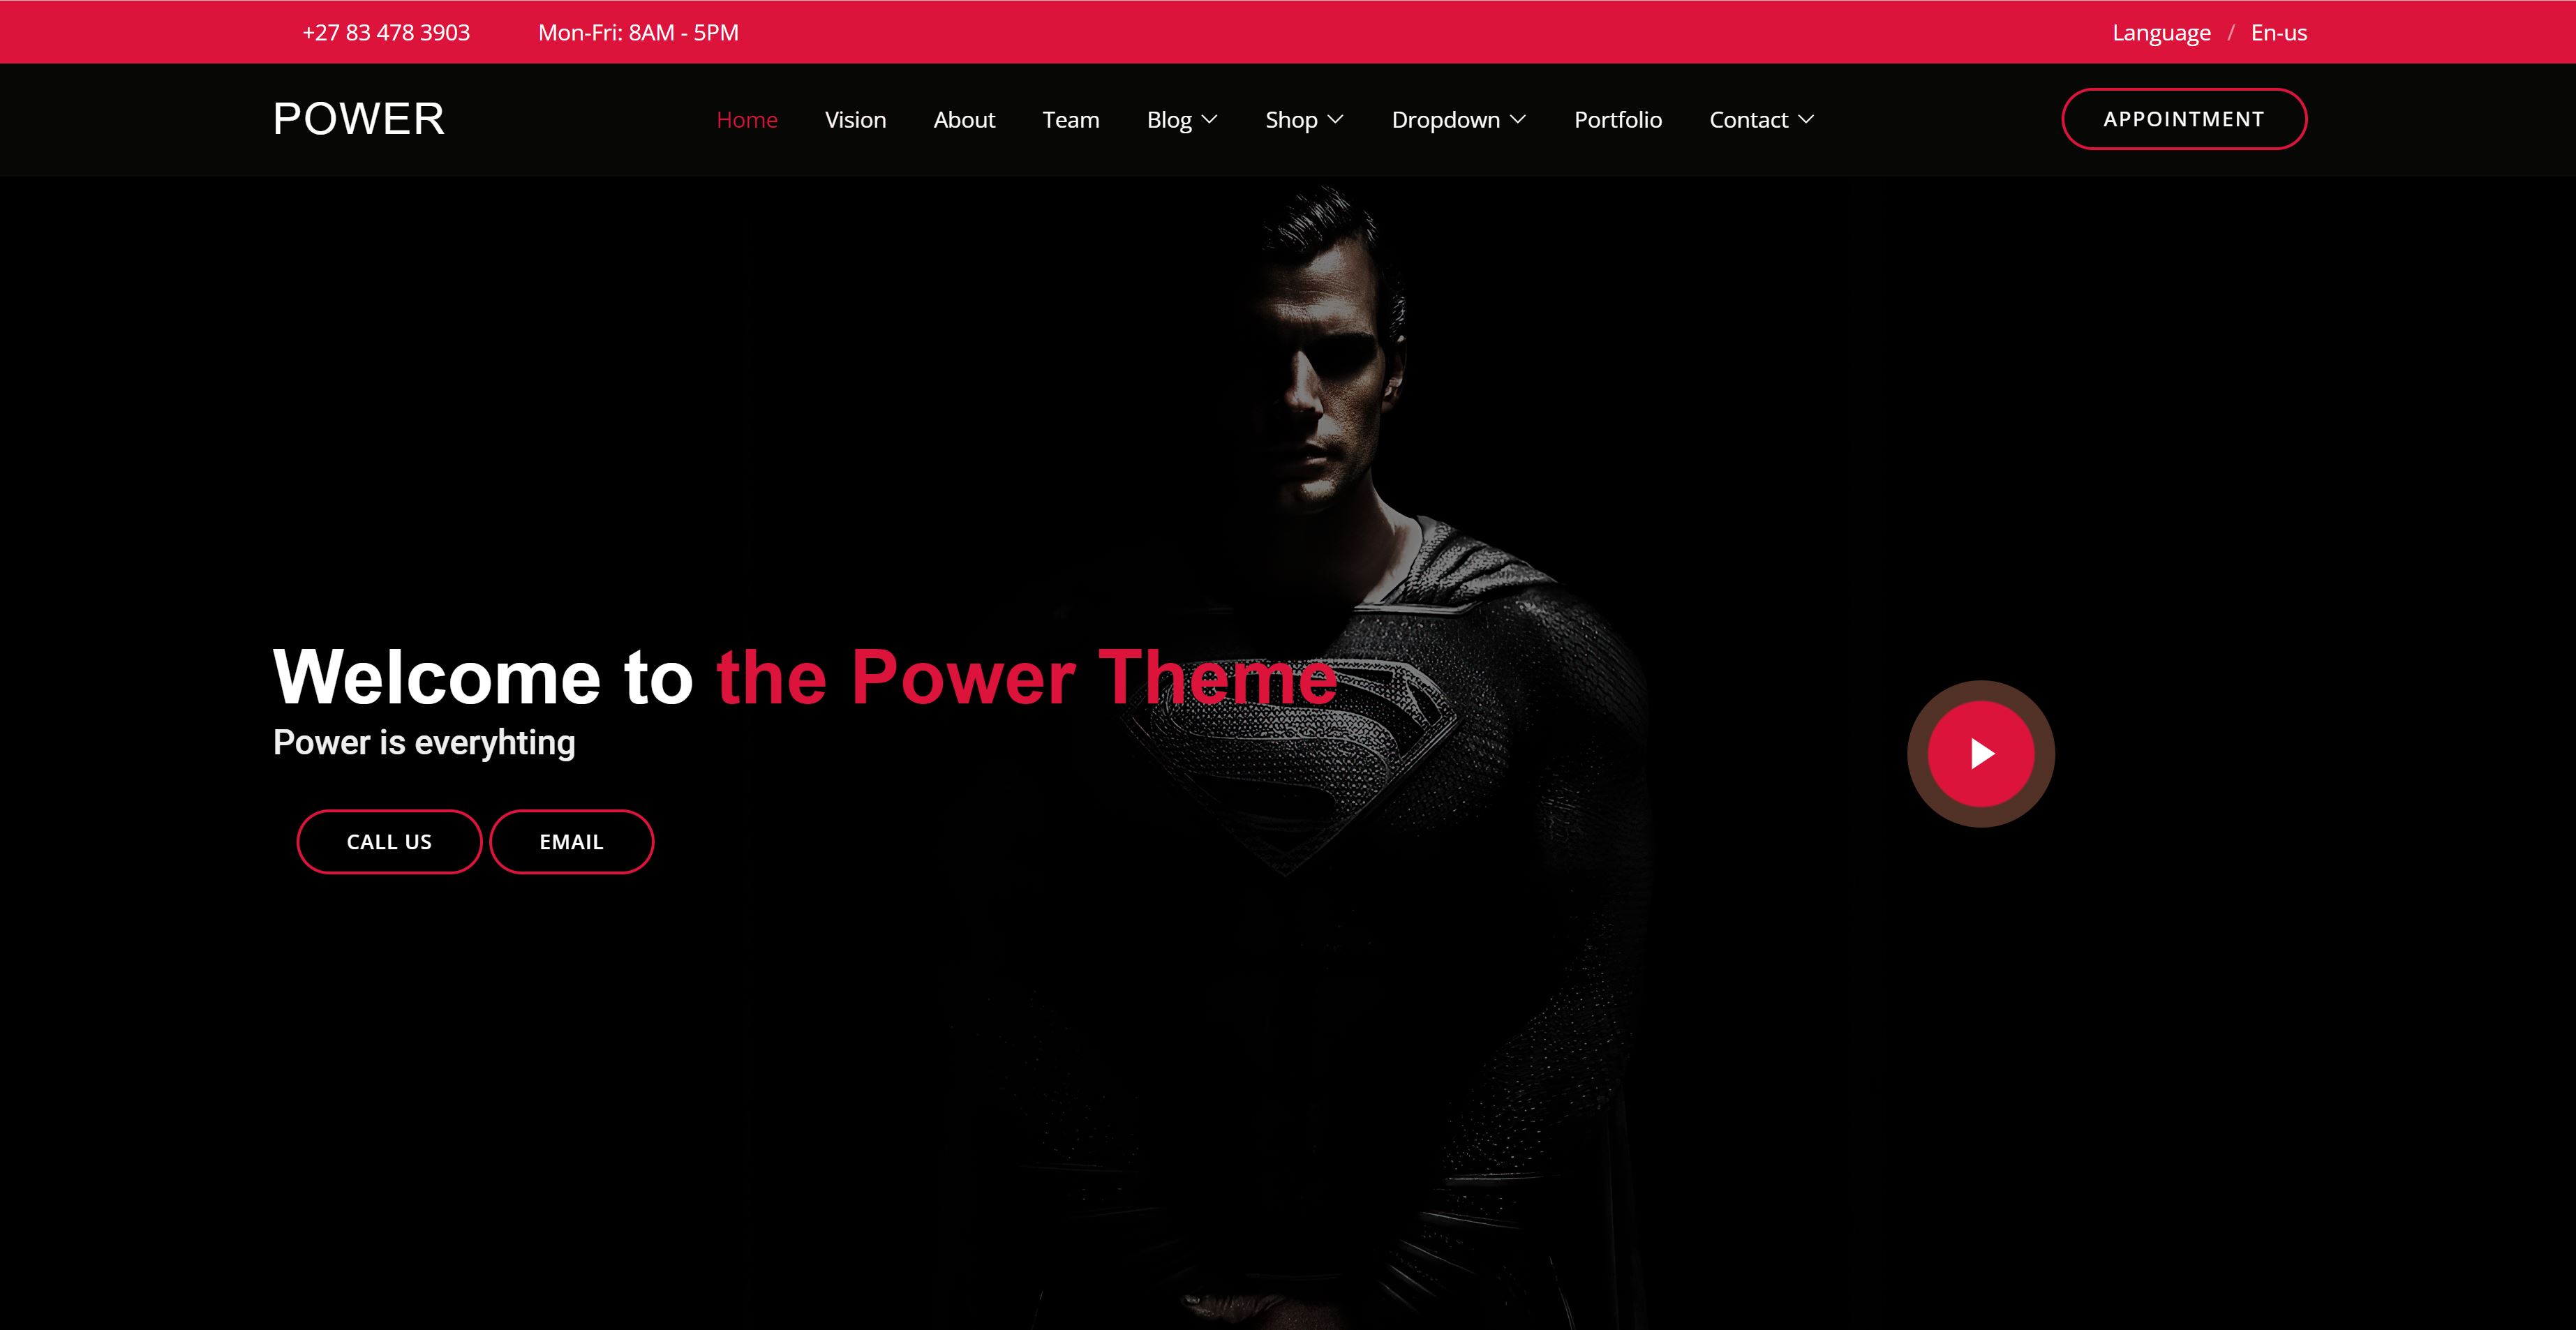 +27 83 478 3903 Mon-Fri: 8AM - 5PM Language / En-us
POWER Home Vision About Team Blog Shop Dropdown Portfolio Contact APPOINTMENT
Welcome to the Power Theme
Power is everyhting
CALL US EMAIL